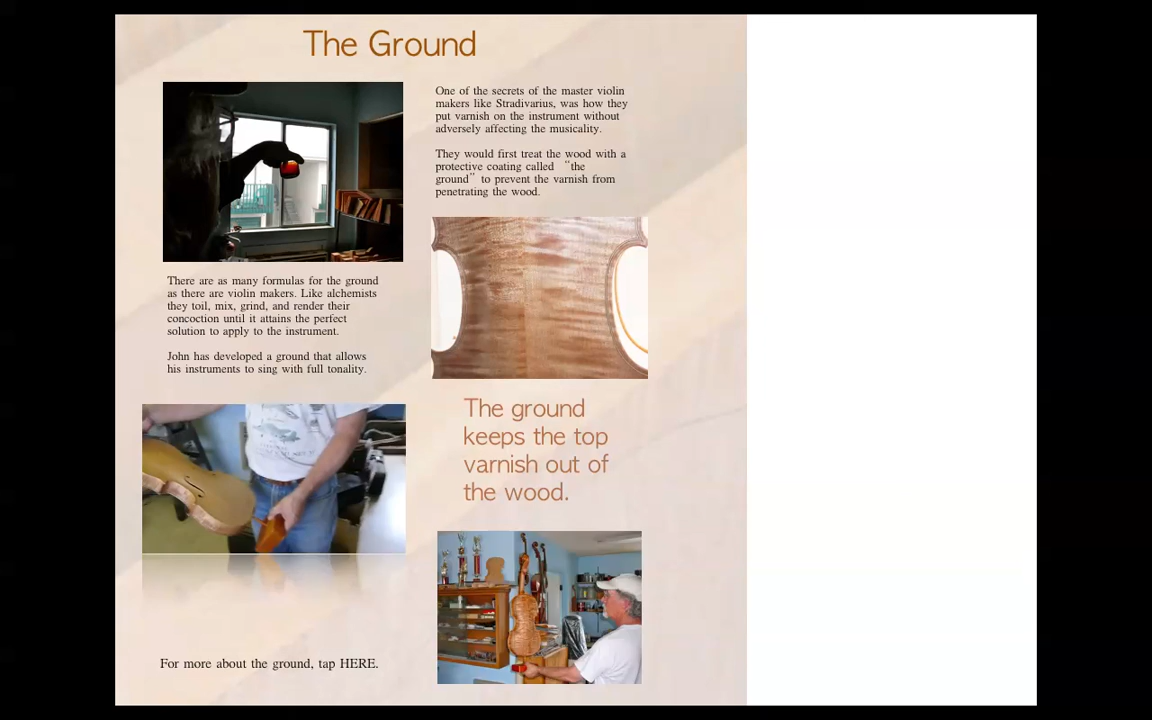 The Ground
One of the secrets of the master violin
makers like Stradivarius, was how they
put varnish on the instrument without
adversely affecting the musicality.
They would first treat the wood with a
protective coating called “the
ground” to prevent the varnish from
penetrating the wood.
There are as many formulas for the ground
as there are violin makers. Like alchemists
they toil, mix, grind, and render their
concoction until it attains the perfect
solution to apply to the instrument.
John has developed a ground that allows
his instruments to sing with full tonality.
The ground
keeps the top
varnish out of
the wood.
For more about the ground, tap HERE.